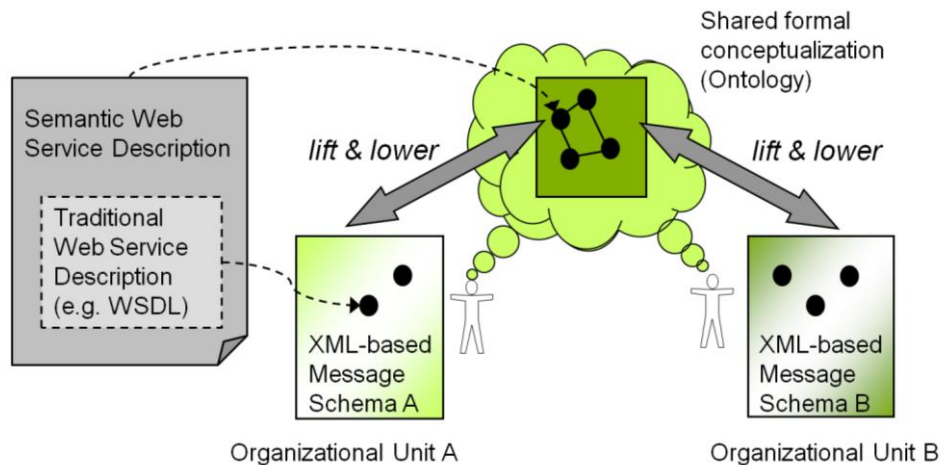 Shared formal
conceptualization
(Ontology)
Semantic Web
Service Description
lift & lower
lift & lower
Traditional
Web Service
Description
(e.g. WSDL)
XML-based
Message
Schema A
XML-based
Message
Schema B
Organizational Unit A
Organizational Unit B